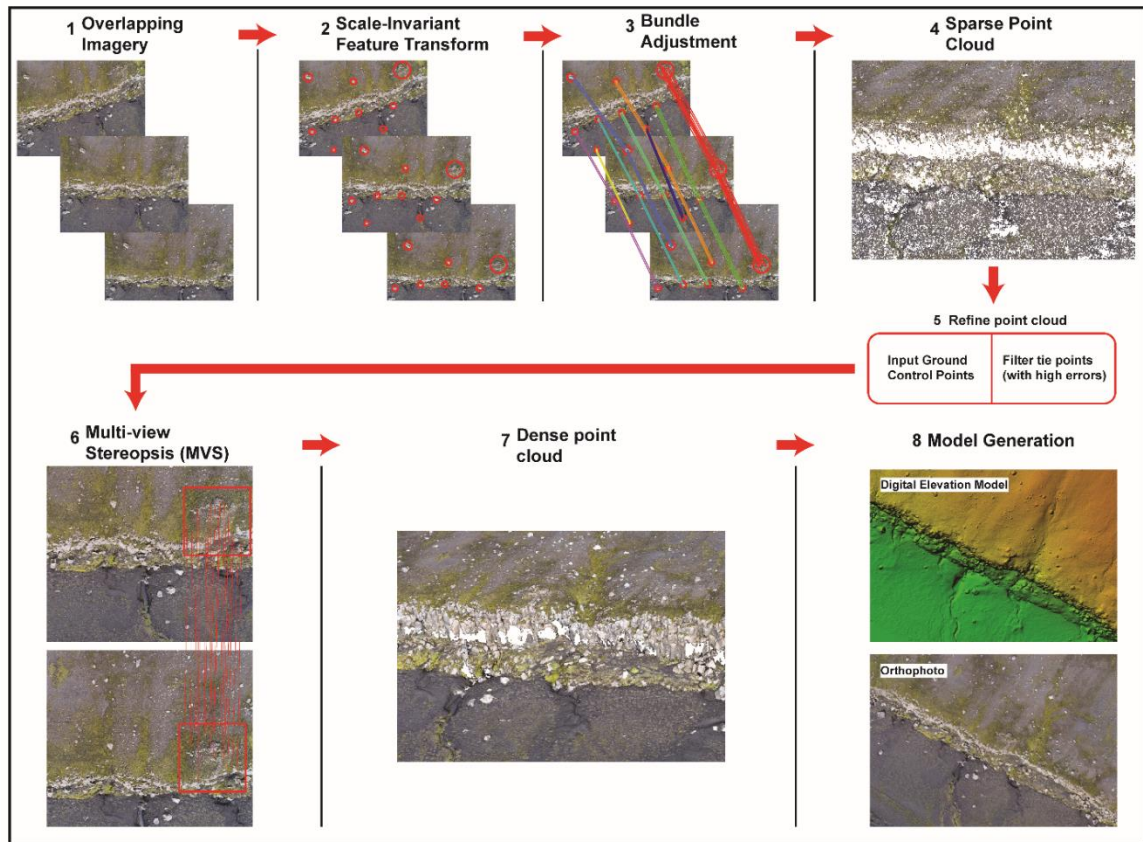 1 Overlapping
Imagery
2 Scale-Invariant
Feature Transform
3 Bundle
Adjustment
4 Sparse Point
Cloud
5 Refine point cloud
Input Ground
Control Points
Filter tie points
(with high errors)
6 Multi-view
Stereopsis (MVS)
7 Dense point
cloud
8 Model Generation
Digital Elevation Model
Orthophoto